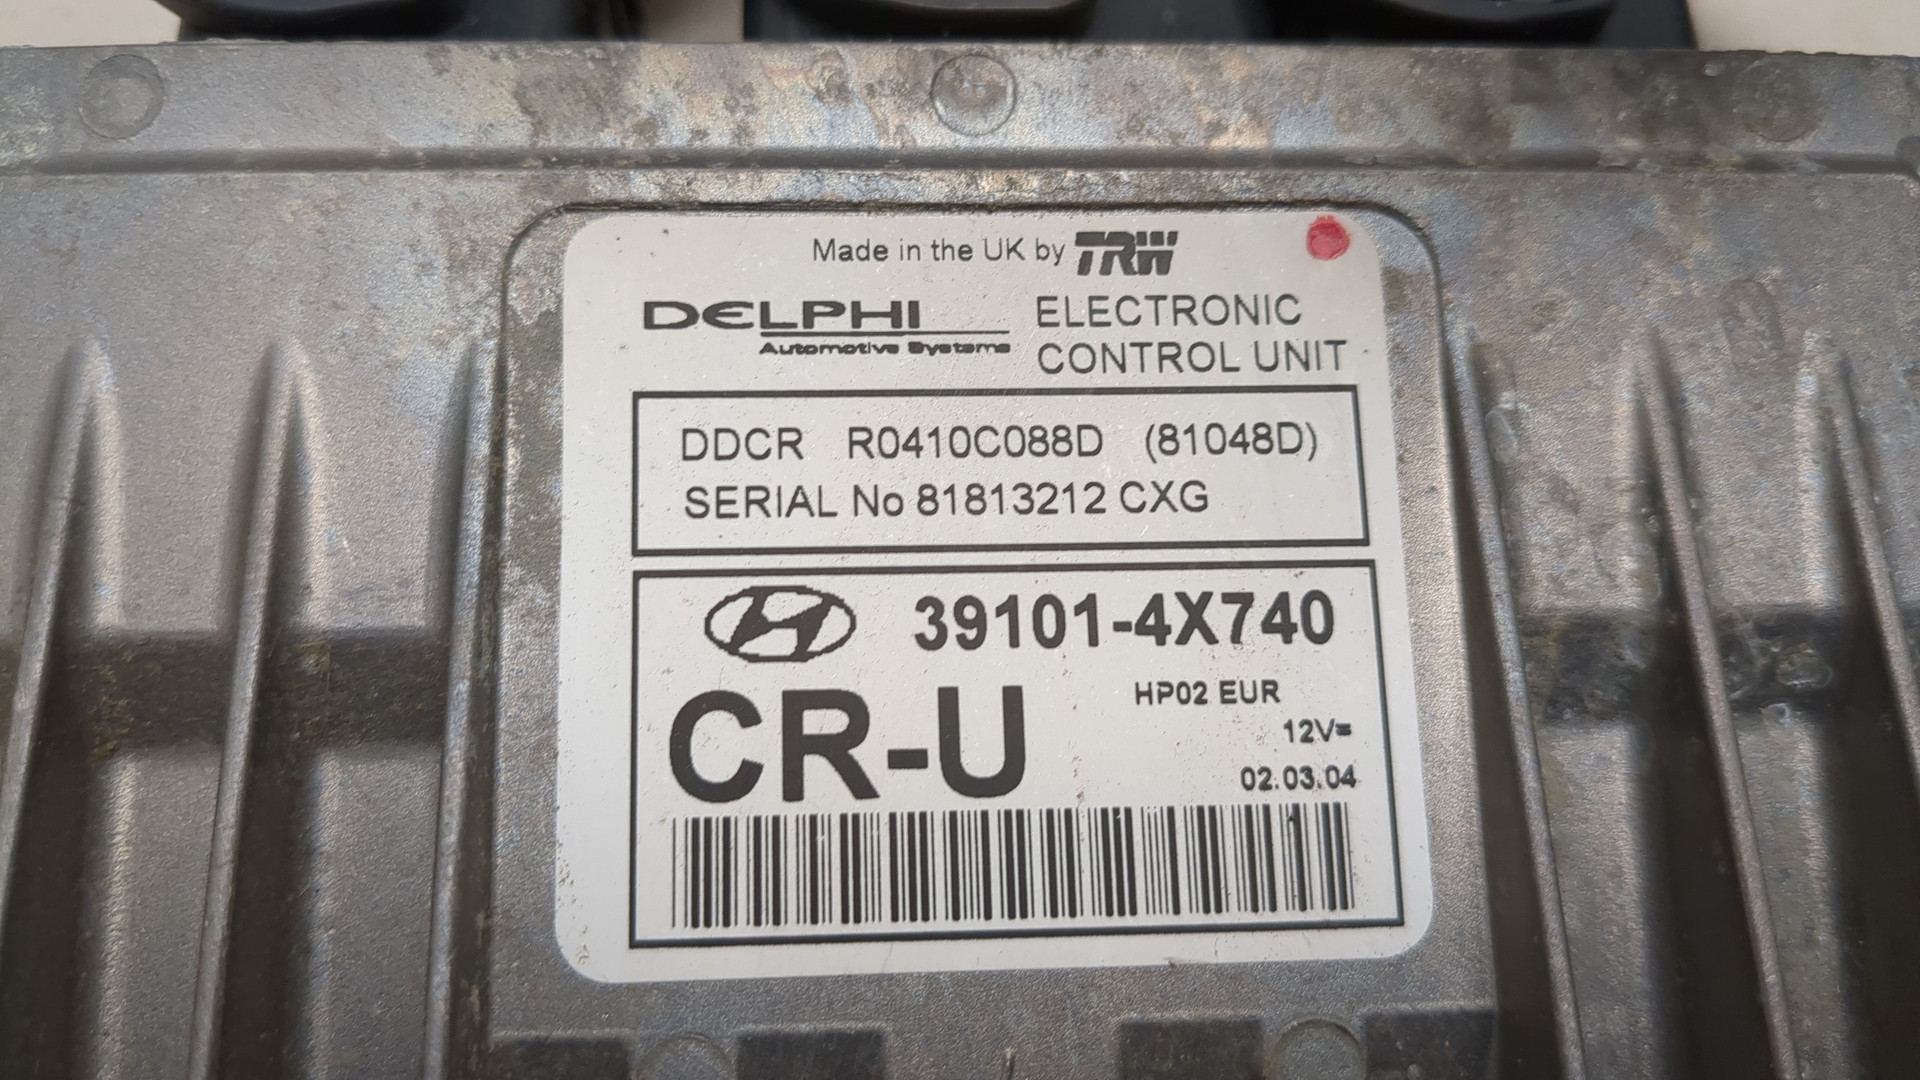 Made in the UK by TRW
DELPHI
Automotive Systems
ELECTRONIC
CONTROL UNIT
DDCR R0410C088D (81048D)
SERIAL No 81813212 CXG
39101-4X740
CR-U
HP02 EUR
12V=
02.03.04